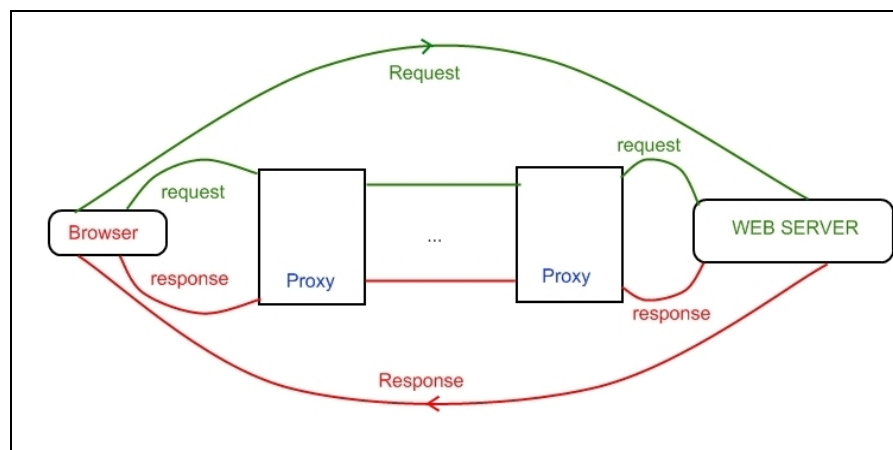 Request
request
request
Browser
WEB SERVER
...
response
Proxy
Proxy
response
Response